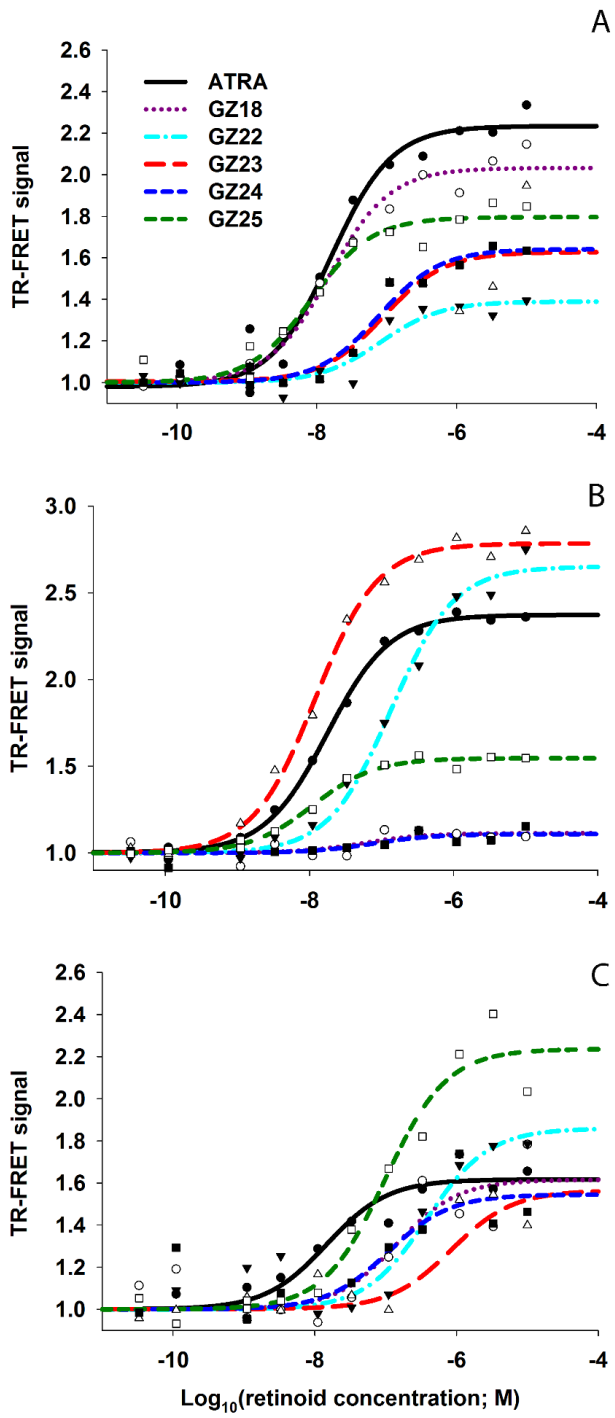 A
2.6
2.4
2.2
2.0
1.8
1.6
1.4
1.2
1.0
TR-FRET signal
ATRA
GZ18
GZ22
GZ23
GZ24
GZ25
-10
-8
-6
-4
B
3.0
2.5
2.0
1.5
1.0
TR-FRET signal
-10
-8
-6
-4
C
2.6
2.4
2.2
2.0
1.8
1.6
1.4
1.2
1.0
TR-FRET signal
-10
-8
-6
-4
Log₁₀(retinoid concentration; M)